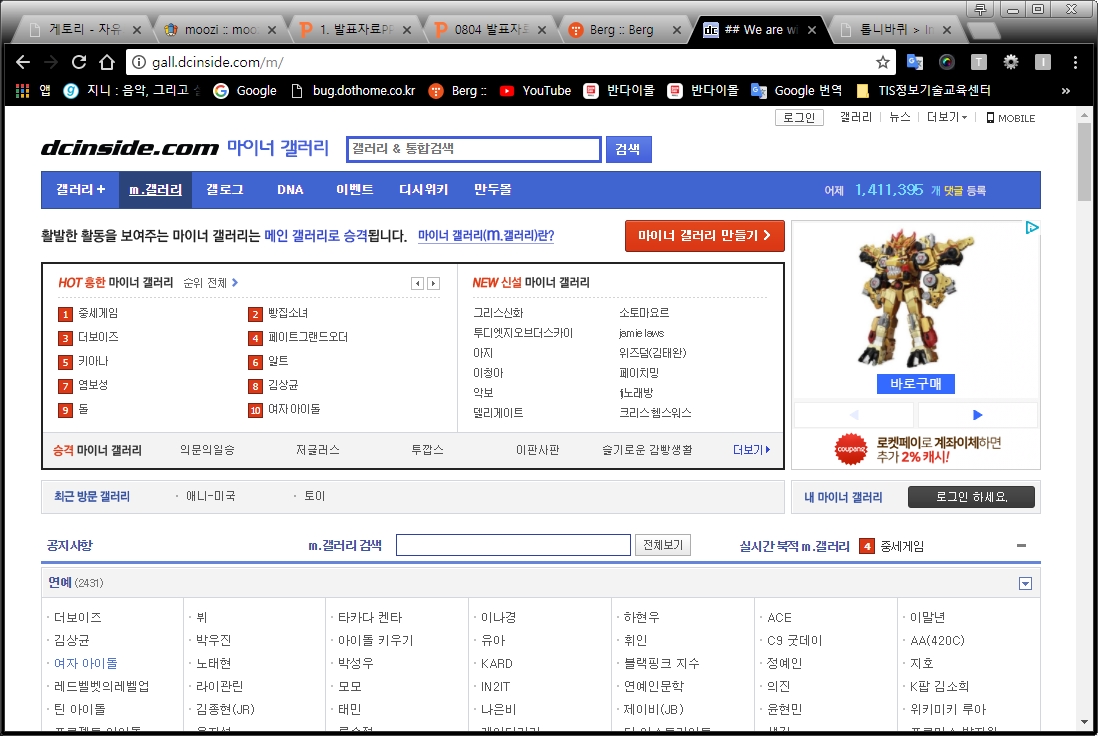 쿠
게토리 - 자유 moozi :: moo: 1. 발표자료PP 0804 발표자료 Berg :: Berg ## We are w 톱니바퀴 > In
gall.dcinside.com/m/
앱 지니 : 음악, 그리고 Google bug.dothome.co.kr Berg :: YouTube 반다이몰 반다이몰 Google 번역 TIS정보기술교육센터 »
로그인 갤러리 뉴스 더보기 MOBILE
dcinside.com 마이너 갤러리 갤러리 & 통합검색 검색
갤러리 + m.갤러리 갤로그 DNA 이벤트 디시위키 만두몰 어제 1,411,395 개 댓글 등록
활발한 활동을 보여주는 마이너 갤러리는 메인 갤러리로 승격됩니다. 마이너 갤러리(m.갤러리)란? 마이너 갤러리 만들기
HOT 흥한 마이너 갤러리 순위 전체 NEW 신설 마이너 갤러리
1 중세게임 2 빵집소녀 그리스신화 소토마요르
3 더보이즈 4 페이트그랜드오더 투디엣지오브더스카이 jamie laws
5 키아나 6 알트 아지 위즈덤(김태완)
7 염보성 8 김상균 이청아 페이치밍
9 돌 10 여자 아이돌 악보 fj노래방
델리게이트 크리스 헴스워스
바로구매
승격 마이너 갤러리 익문의일승 저글러스 투깝스 이판사판 슬기로운 감빵생활 더보기
coupang 로켓페이로 계좌이체하면
추가 2% 캐시!
최근 방문 갤러리 · 애니-미국 · 토이 내 마이너 갤러리 로그인 하세요.
공지사항 m.갤러리 검색 전체보기 실시간 북적 m.갤러리 4 중세게임
연예 (2431)
· 더보이즈 · 뷔 · 타카다 켄타 · 이나경 · 하현우 · ACE · 이말년
· 김상균 · 박우진 · 아이돌 키우기 · 유아 · 휘인 · C9 굿데이 · AA(420C)
· 여자 아이돌 · 노태현 · 박성우 · KARD · 블랙핑크 지수 · 정예인 · 지호
· 레드벨벳의레벨업 · 라이관린 · 모모 · IN2IT · 연예인문학 · 의진 · K팝 김소희
· 틴 아이돌 · 김종현(JR) · 태민 · 나은비 · 제이비(JB) · 윤현민 · 위키미키 루아